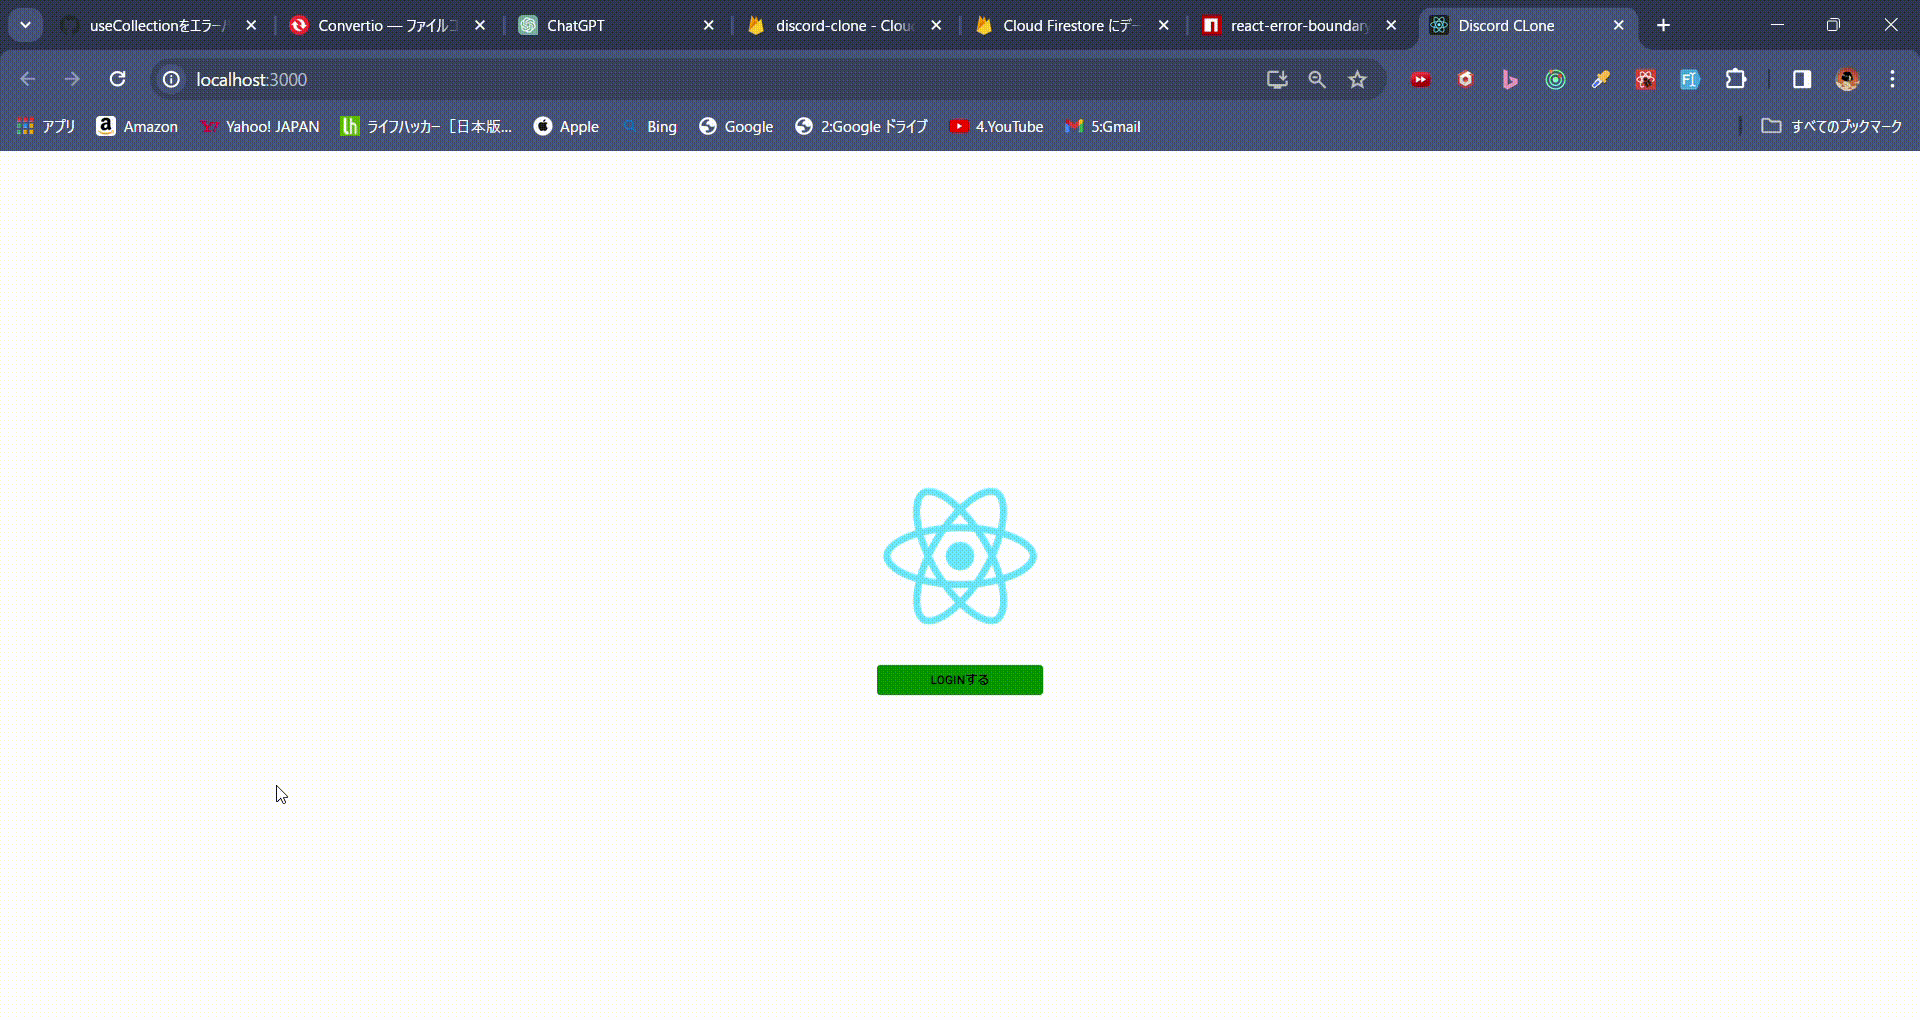 useCollectionをエラー
Convertio — ファイルコ
ChatGPT
discord-clone - Clou
Cloud Firestore にデー
react-error-boundary
Discord CLone
localhost:3000
アプリ
Amazon
Yahoo! JAPAN
ライフハッカー［日本版...
Apple
Bing
Google
2:Google ドライブ
4.YouTube
5:Gmail
すべてのブックマーク
LOGINする